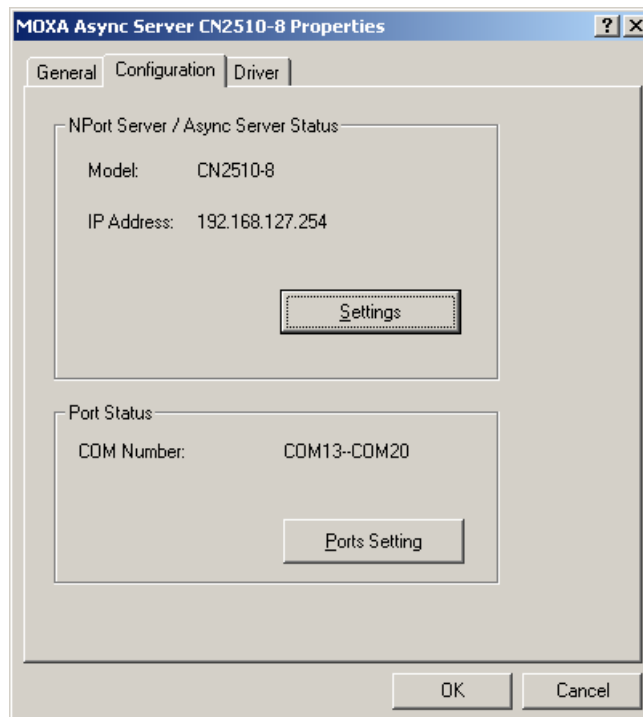 MOXA Async Server CN2510-8 Properties
General Configuration Driver
NPort Server / Async Server Status
Model: CN2510-8
IP Address: 192.168.127.254
Settings
Port Status
COM Number: COM13--COM20
Ports Setting
OK Cancel